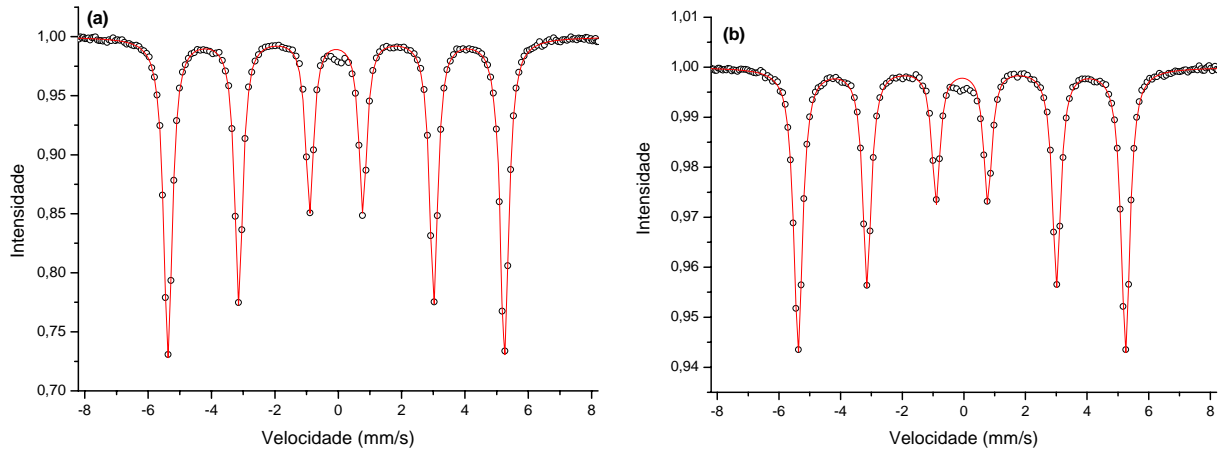 (a)
1,00
0,95
0,90
0,85
0,80
0,75
0,70
Intensidade
-8 -6 -4 -2 0 2 4 6 8
Velocidade (mm/s)
(b)
1,01
1,00
0,99
0,98
0,97
0,96
0,95
0,94
Intensidade
-8 -6 -4 -2 0 2 4 6 8
Velocidade (mm/s)